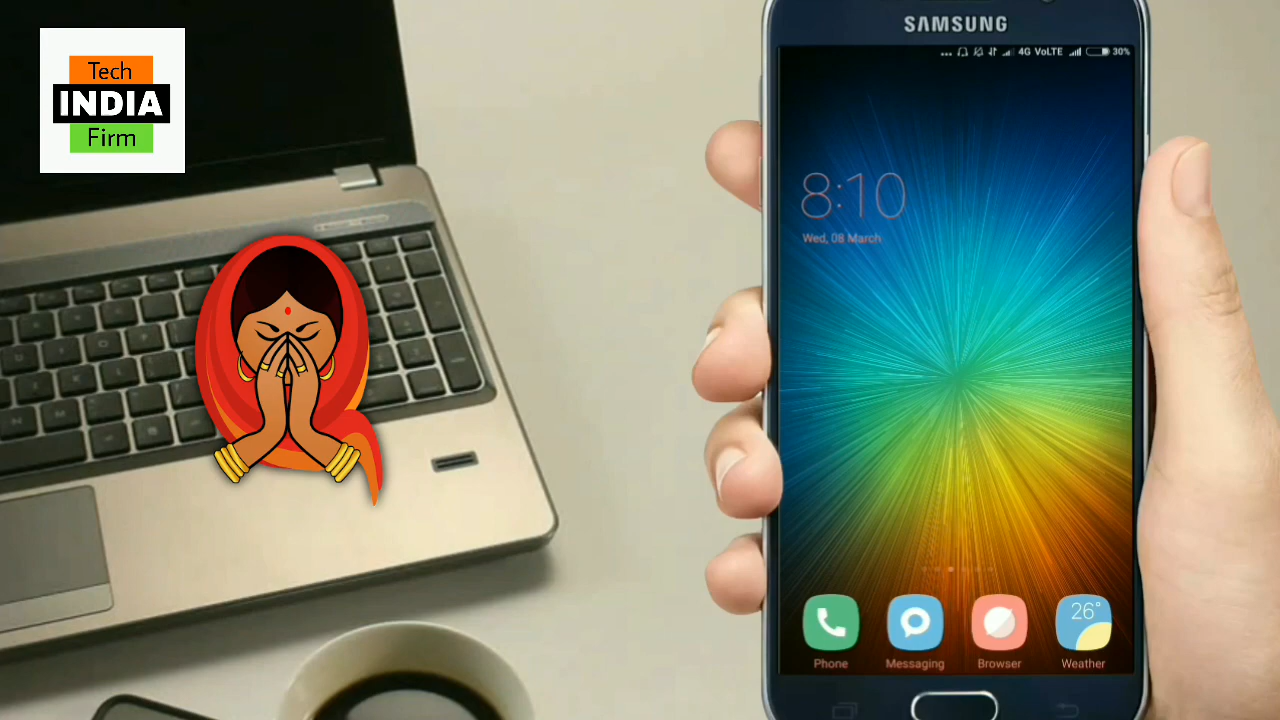 Tech
INDIA
Firm
SAMSUNG
... 4G VoLTE 30%
8:10
Wed, 08 March
26°
Phone Messaging Browser Weather